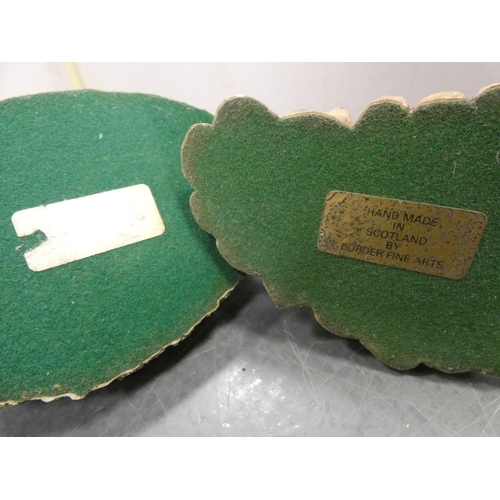 HAND MADE
IN
SCOTLAND
BY
BORDER FINE ARTS